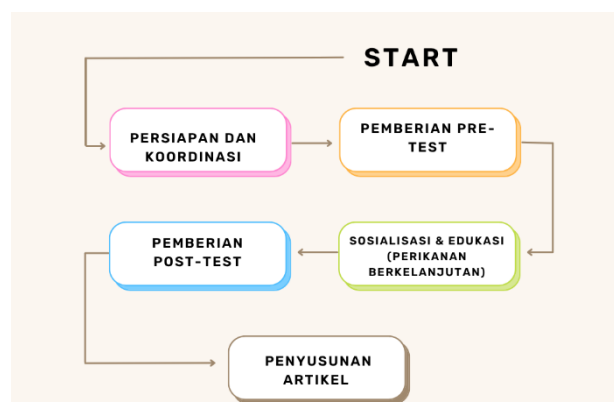 START
PERSIAPAN DAN
KOORDINASI
PEMBERIAN PRE-
TEST
SOSIALISASI & EDUKASI
(PERIKANAN
BERKELANJUTAN)
PEMBERIAN
POST-TEST
PENYUSUNAN
ARTIKEL